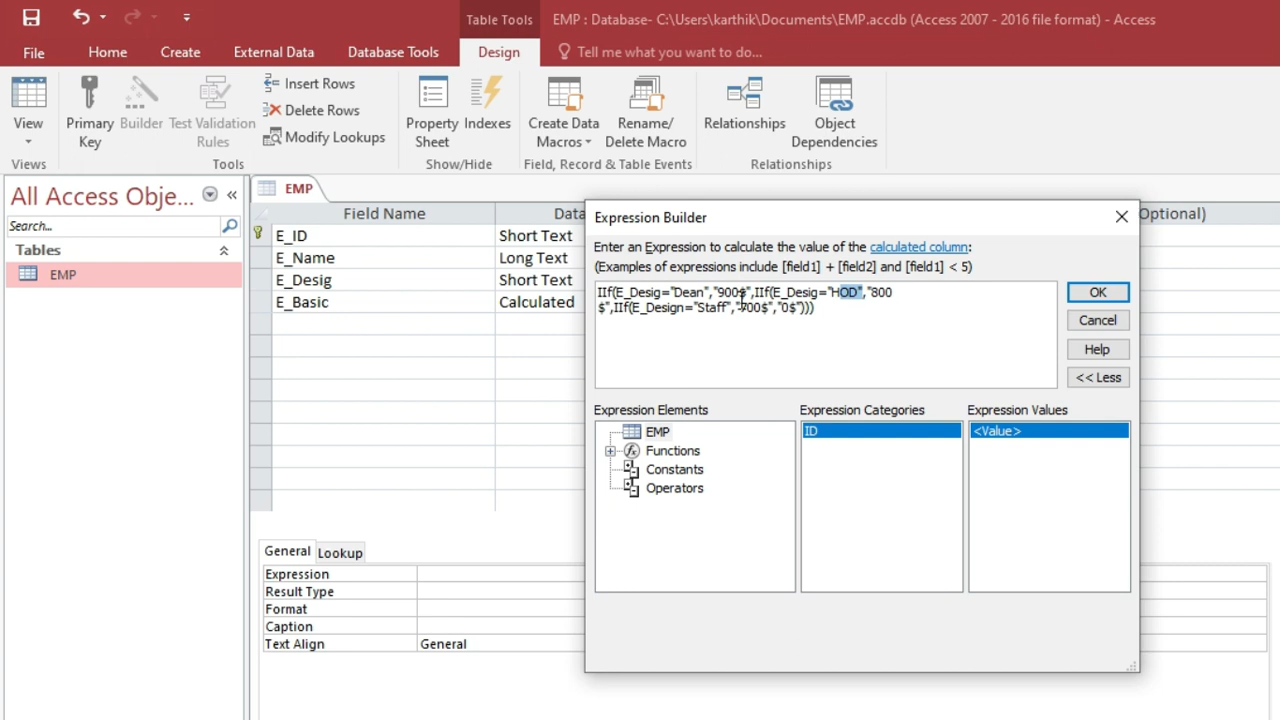 Table Tools
EMP : Database- C:\Users\karthik\Documents\EMP.accdb (Access 2007 - 2016 file format) - Access
File
Home
Create
External Data
Database Tools
Design
Tell me what you want to do...
View
Primary Key
Builder
Test Validation Rules
Insert Rows
Delete Rows
Modify Lookups
Property Sheet
Indexes
Create Data Macros
Rename/ Delete Macro
Relationships
Object Dependencies
Views
Tools
Show/Hide
Field, Record & Table Events
Relationships
All Access Obje...
Search...
Tables
EMP
EMP
Field Name
Data
Optional)
E_ID
Short Text
E_Name
Long Text
E_Desig
Short Text
E_Basic
Calculated
Expression Builder
Enter an Expression to calculate the value of the calculated column:
(Examples of expressions include [field1] + [field2] and [field1] < 5)
IIf(E_Desig="Dean","900$",IIf(E_Desig="HOD","800
$",IIf(E_Design="Staff","700$","0$")))
OK
Cancel
Help
<< Less
Expression Elements
Expression Categories
Expression Values
EMP
Functions
Constants
Operators
ID
<Value>
General
Lookup
Expression
Result Type
Format
Caption
Text Align
General